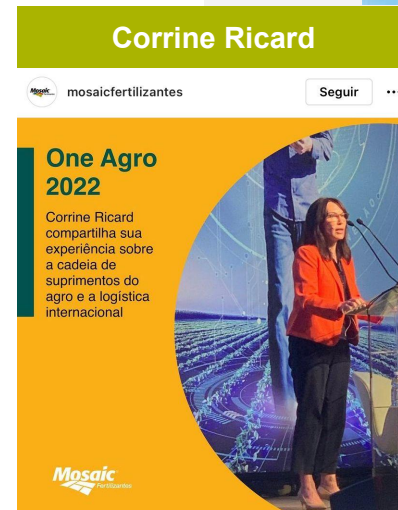 Corrine Ricard
Mosaic
mosaicfertilizantes
Seguir
One Agro
2022
Corrine Ricard
compartilha sua
experiência sobre
a cadeia de
suprimentos do
agro e a logística
internacional
Mosaic
Fertilizantes